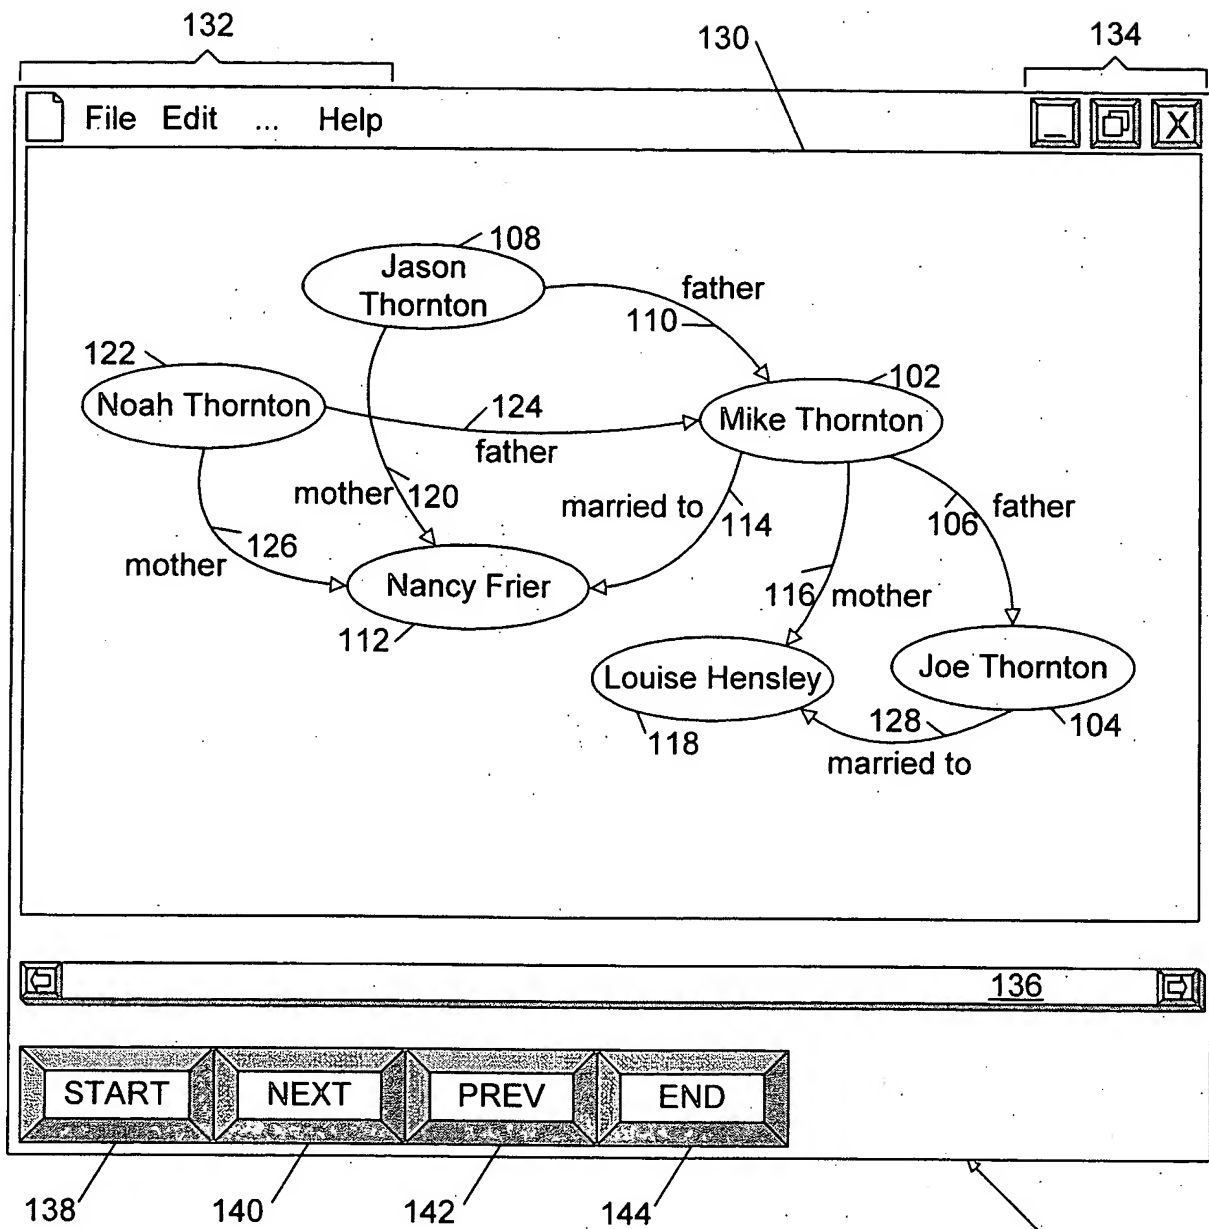 132
130
134
File Edit ... Help
X
108
Jason
Thornton
father
110
122
102
Noah Thornton
124
Mike Thornton
father
mother 120
married to 114
106 father
126
mother
Nancy Frier
116 mother
112
Louise Hensley
Joe Thornton
128
104
118
married to
136
START NEXT PREV END
138 140 142 144